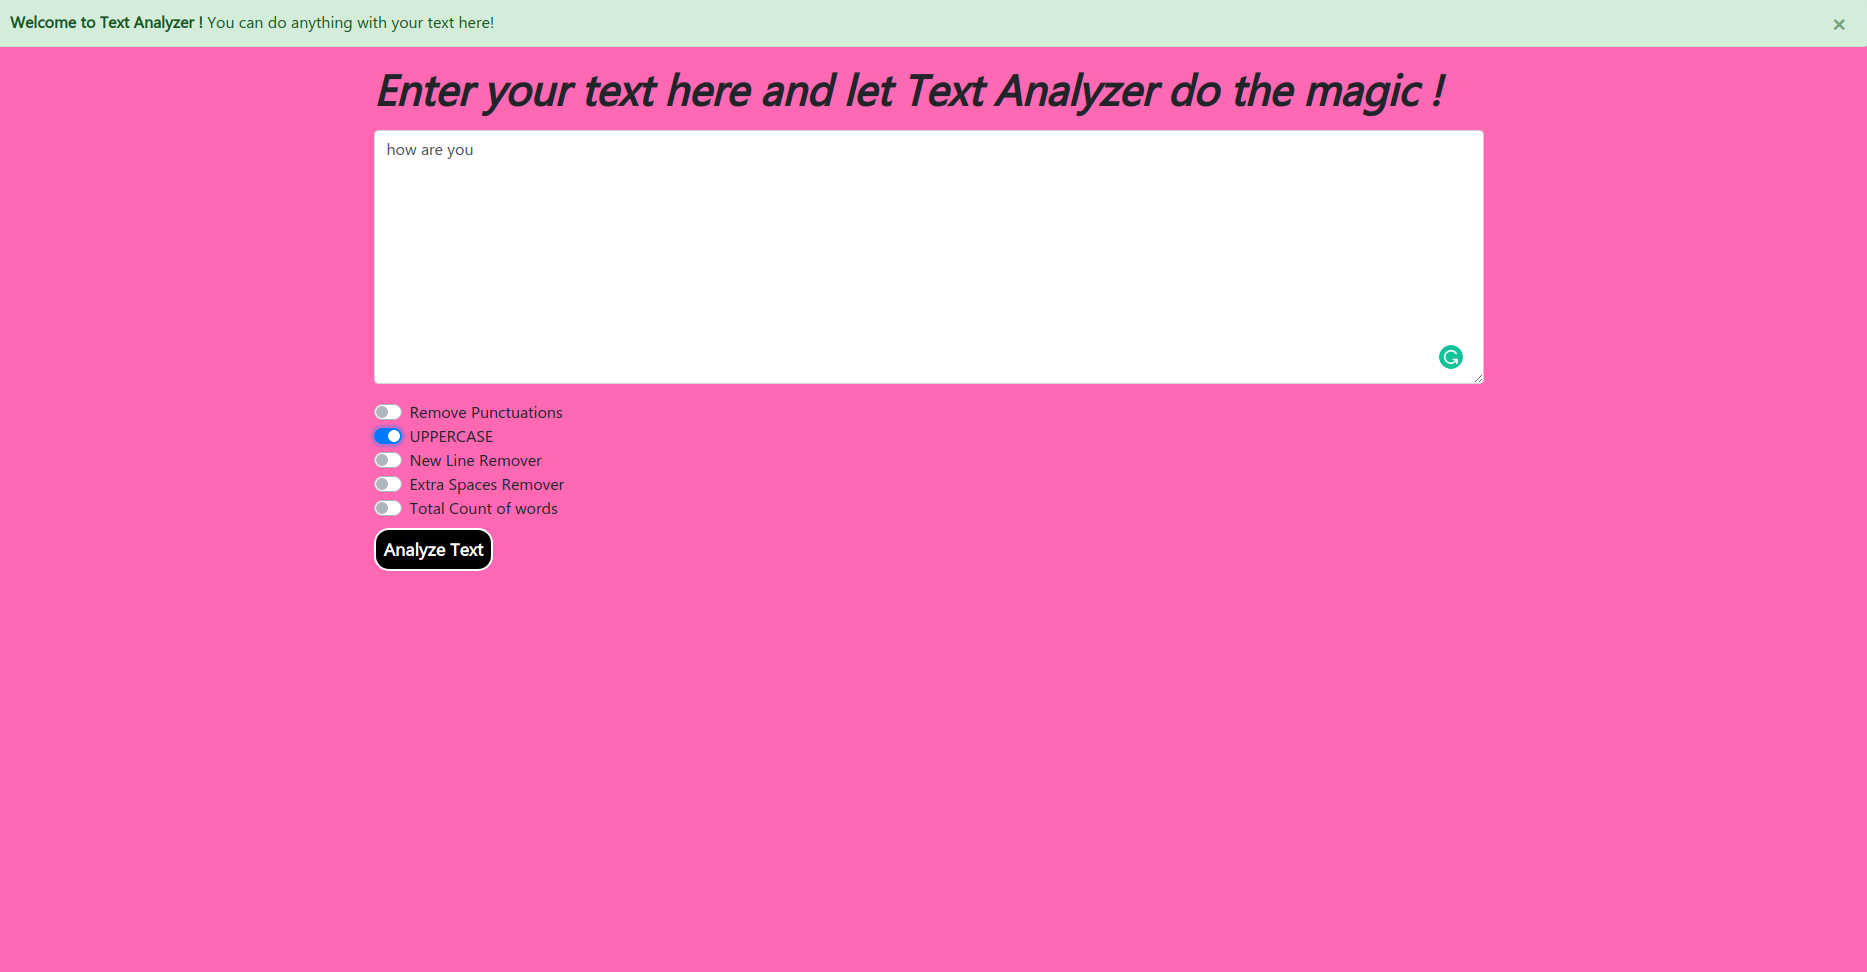 Welcome to Text Analyzer ! You can do anything with your text here!
×
Enter your text here and let Text Analyzer do the magic !
how are you
Remove Punctuations
UPPERCASE
New Line Remover
Extra Spaces Remover
Total Count of words
Analyze Text